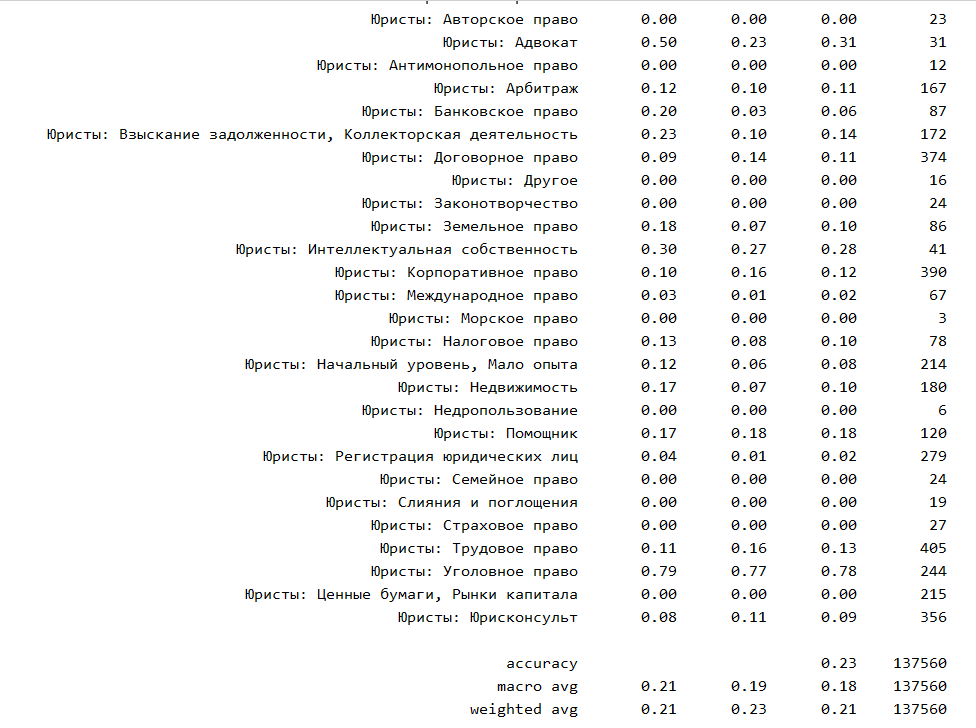 Юристы: Авторское право 0.00 0.00 0.00 23
Юристы: Адвокат 0.50 0.23 0.31 31
Юристы: Антимонопольное право 0.00 0.00 0.00 12
Юристы: Арбитраж 0.12 0.10 0.11 167
Юристы: Банковское право 0.20 0.03 0.06 87
Юристы: Взыскание задолженности, Коллекторская деятельность 0.23 0.10 0.14 172
Юристы: Договорное право 0.09 0.14 0.11 374
Юристы: Другое 0.00 0.00 0.00 16
Юристы: Законотворчество 0.00 0.00 0.00 24
Юристы: Земельное право 0.18 0.07 0.10 86
Юристы: Интеллектуальная собственность 0.30 0.27 0.28 41
Юристы: Корпоративное право 0.10 0.16 0.12 390
Юристы: Международное право 0.03 0.01 0.02 67
Юристы: Морское право 0.00 0.00 0.00 3
Юристы: Налоговое право 0.13 0.08 0.10 78
Юристы: Начальный уровень, Мало опыта 0.12 0.06 0.08 214
Юристы: Недвижимость 0.17 0.07 0.10 180
Юристы: Недропользование 0.00 0.00 0.00 6
Юристы: Помощник 0.17 0.18 0.18 120
Юристы: Регистрация юридических лиц 0.04 0.01 0.02 279
Юристы: Семейное право 0.00 0.00 0.00 24
Юристы: Слияния и поглощения 0.00 0.00 0.00 19
Юристы: Страховое право 0.00 0.00 0.00 27
Юристы: Трудовое право 0.11 0.16 0.13 405
Юристы: Уголовное право 0.79 0.77 0.78 244
Юристы: Ценные бумаги, Рынки капитала 0.00 0.00 0.00 215
Юристы: Юрисконсульт 0.08 0.11 0.09 356
accuracy 0.23 137560
macro avg 0.21 0.19 0.18 137560
weighted avg 0.21 0.23 0.21 137560